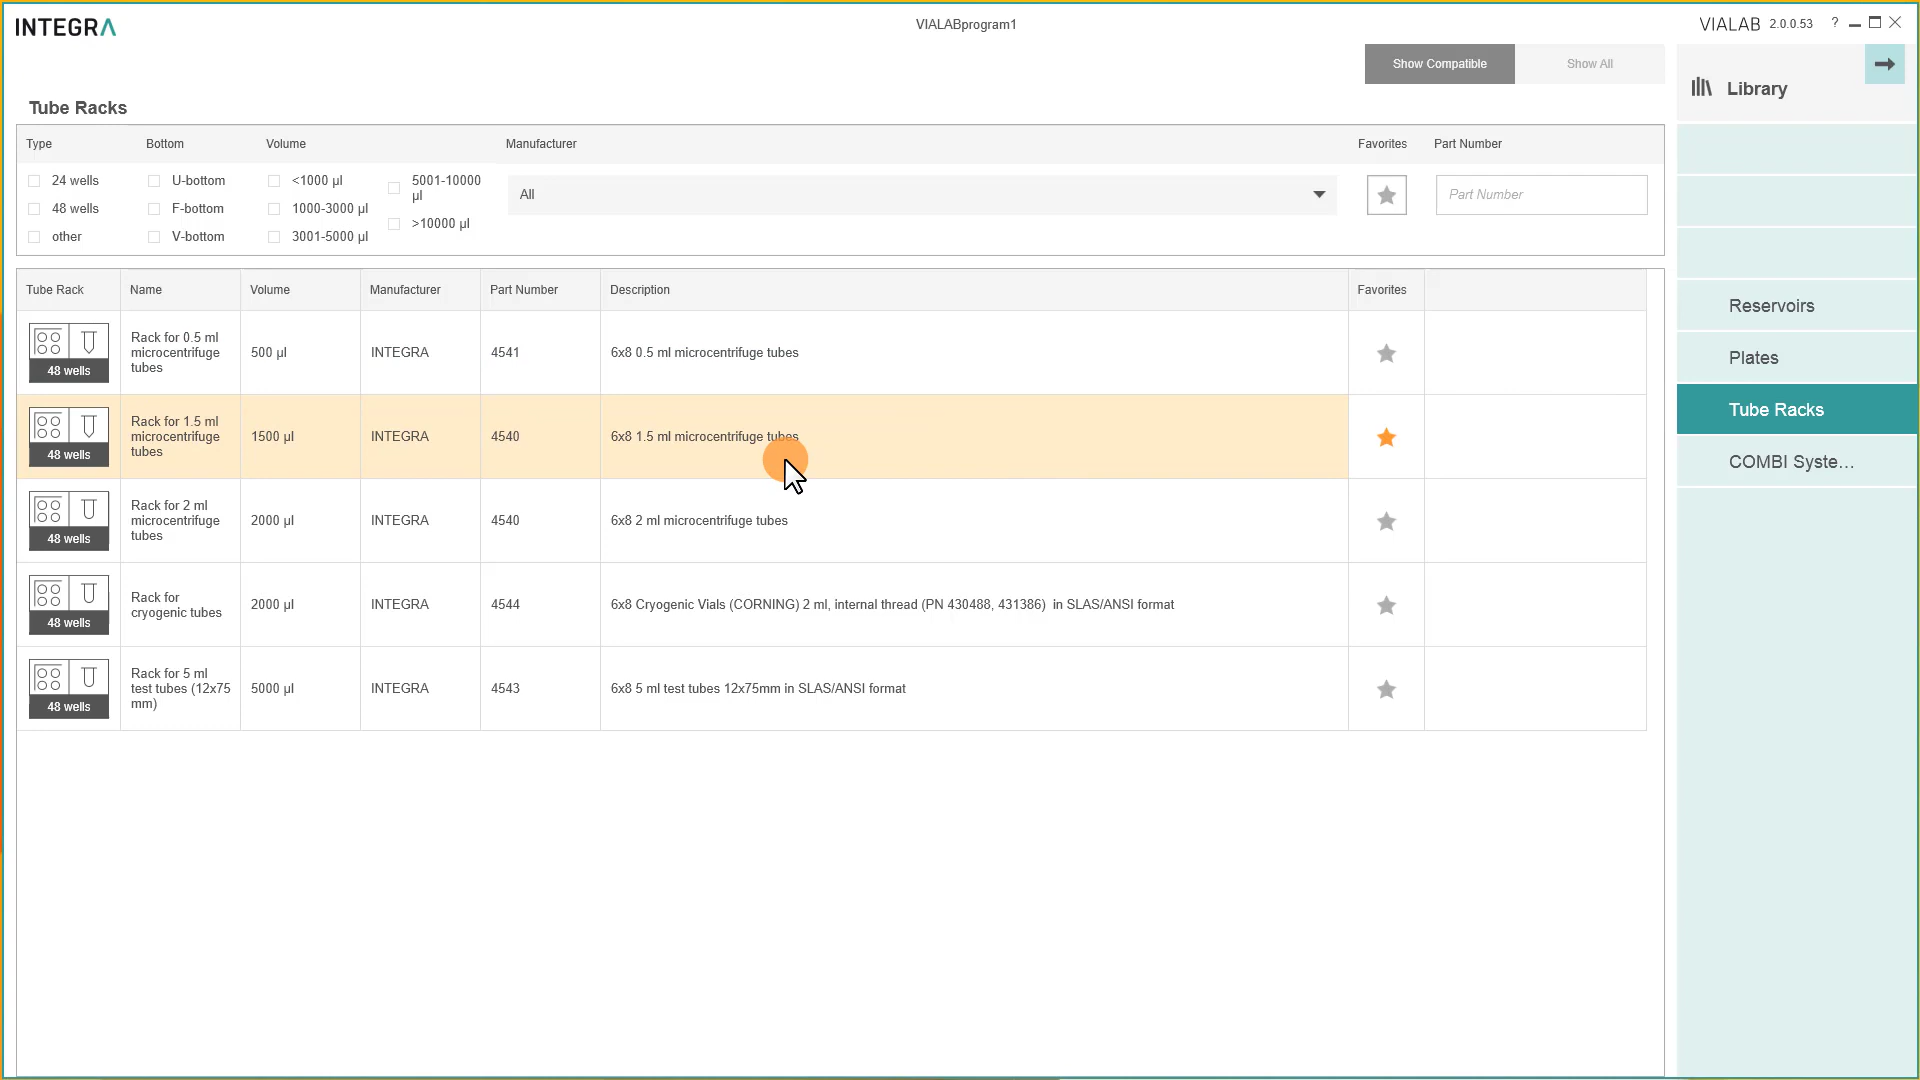 INTEGRA
VIALABprogram1
VIALAB 2.0.0.53 ?
Show Compatible
Show All
Library
Tube Racks
Type
Bottom
Volume
Manufacturer
Favorites
Part Number
24 wells
48 wells
other
U-bottom
F-bottom
V-bottom
<1000 µl
1000-3000 µl
3001-5000 µl
5001-10000
µl
>10000 µl
All
Part Number
Tube Rack
Name
Volume
Manufacturer
Part Number
Description
Favorites
48 wells
Rack for 0.5 ml
microcentrifuge
tubes
500 µl
INTEGRA
4541
6x8 0.5 ml microcentrifuge tubes
48 wells
Rack for 1.5 ml
microcentrifuge
tubes
1500 µl
INTEGRA
4540
6x8 1.5 ml microcentrifuge tubes
48 wells
Rack for 2 ml
microcentrifuge
tubes
2000 µl
INTEGRA
4540
6x8 2 ml microcentrifuge tubes
48 wells
Rack for
cryogenic tubes
2000 µl
INTEGRA
4544
6x8 Cryogenic Vials (CORNING) 2 ml, internal thread (PN 430488, 431386)  in SLAS/ANSI format
48 wells
Rack for 5 ml
test tubes (12x75
mm)
5000 µl
INTEGRA
4543
6x8 5 ml test tubes 12x75mm in SLAS/ANSI format
Reservoirs
Plates
Tube Racks
COMBI Syste…